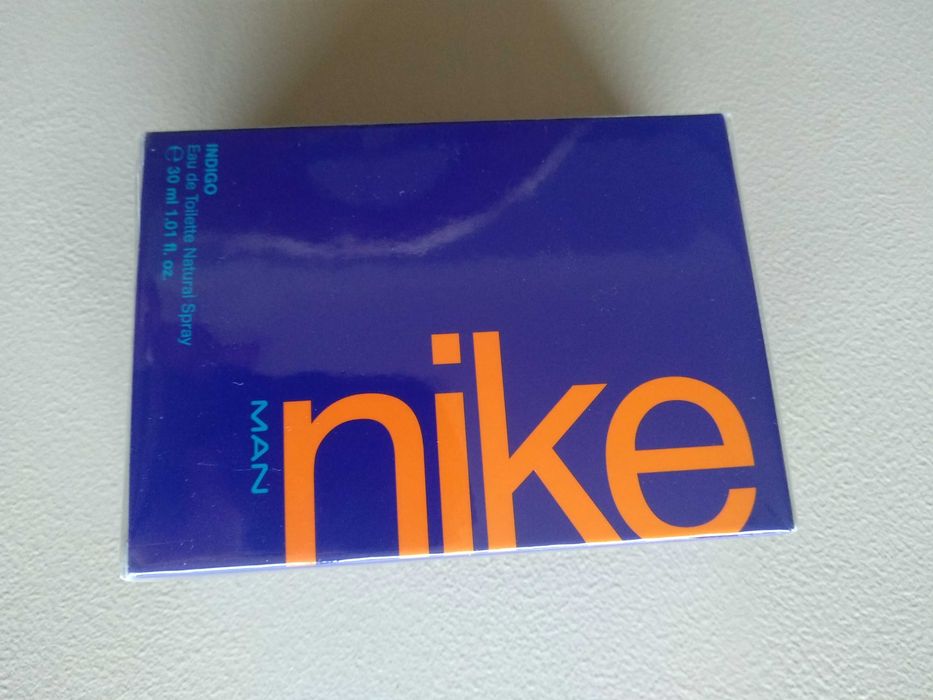 INDIGO
Eau de Toilette Natural Spray
℮ 30 ml 1.01 fl. oz.
MAN
nike